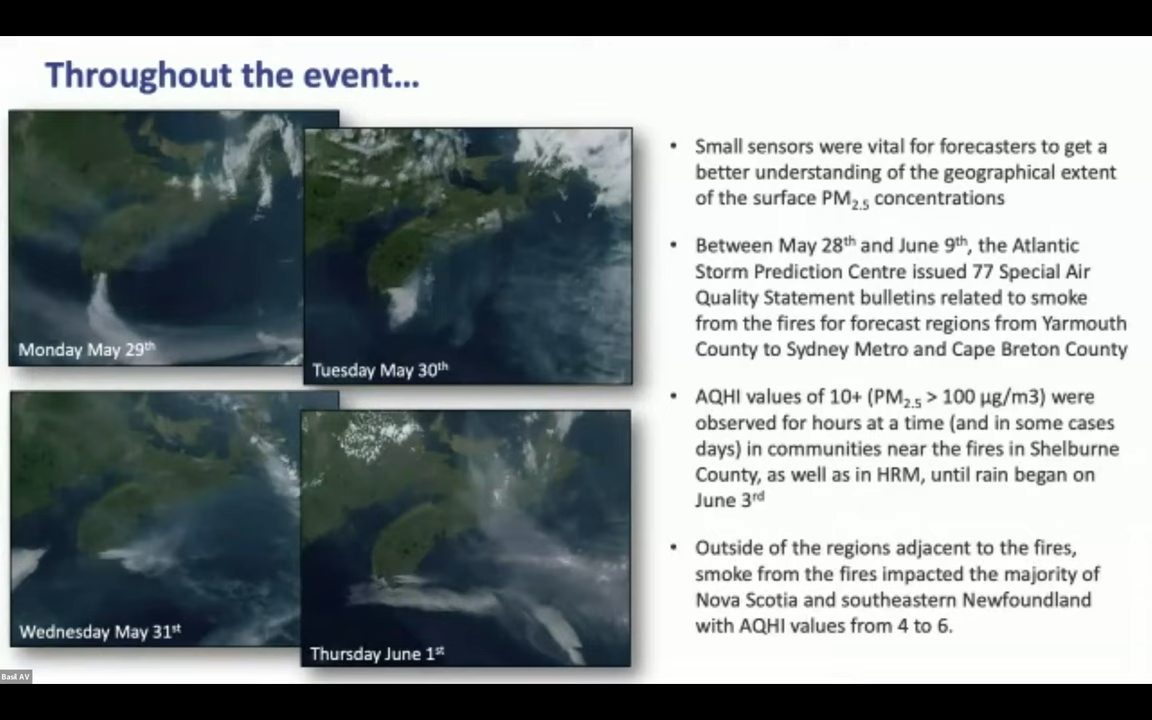 Throughout the event...
Monday May 29th
Tuesday May 30th
Wednesday May 31st
Thursday June 1st
• Small sensors were vital for forecasters to get a
better understanding of the geographical extent
of the surface PM2.5 concentrations
• Between May 28th and June 9th, the Atlantic
Storm Prediction Centre issued 77 Special Air
Quality Statement bulletins related to smoke
from the fires for forecast regions from Yarmouth
County to Sydney Metro and Cape Breton County
• AQHI values of 10+ (PM2.5 > 100 µg/m3) were
observed for hours at a time (and in some cases
days) in communities near the fires in Shelburne
County, as well as in HRM, until rain began on
June 3rd
• Outside of the regions adjacent to the fires,
smoke from the fires impacted the majority of
Nova Scotia and southeastern Newfoundland
with AQHI values from 4 to 6.
Basil AV